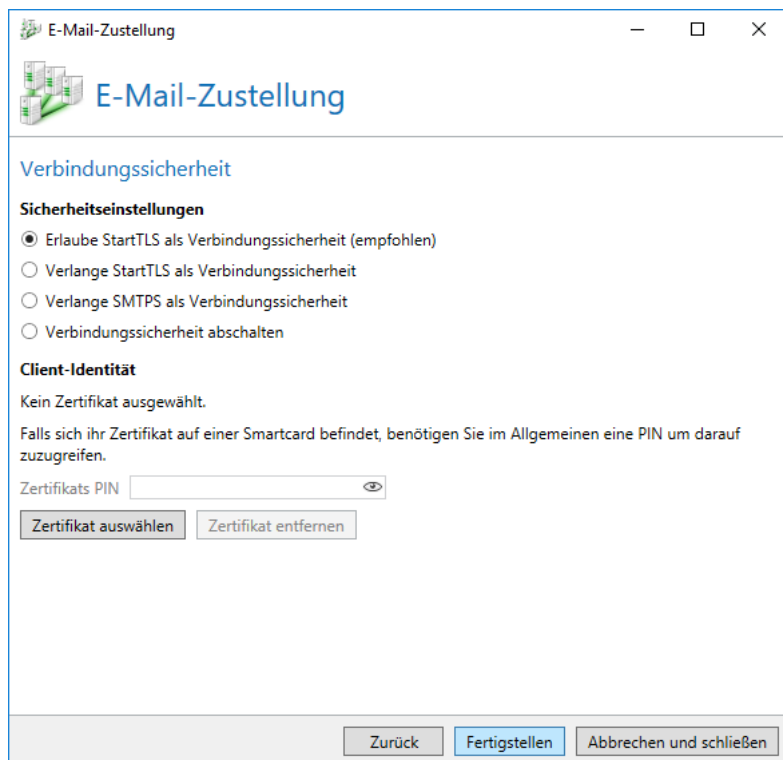 E-Mail-Zustellung
E-Mail-Zustellung
Verbindungssicherheit
Sicherheitseinstellungen
Erlaube StartTLS als Verbindungssicherheit (empfohlen)
Verlange StartTLS als Verbindungssicherheit
Verlange SMTPS als Verbindungssicherheit
Verbindungssicherheit abschalten
Client-Identität
Kein Zertifikat ausgewählt.
Falls sich ihr Zertifikat auf einer Smartcard befindet, benötigen Sie im Allgemeinen eine PIN um darauf
zuzugreifen.
Zertifikats PIN
Zertifikat auswählen Zertifikat entfernen
Zurück Fertigstellen Abbrechen und schließen